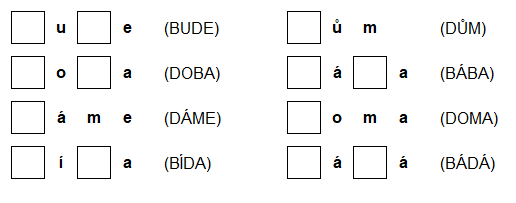 u e (BUDE) ů m (DŮM)
o a (DOBA) á a (BÁBA)
á m e (DÁME) o m a (DOMA)
í a (BÍDA) á á (BÁDÁ)